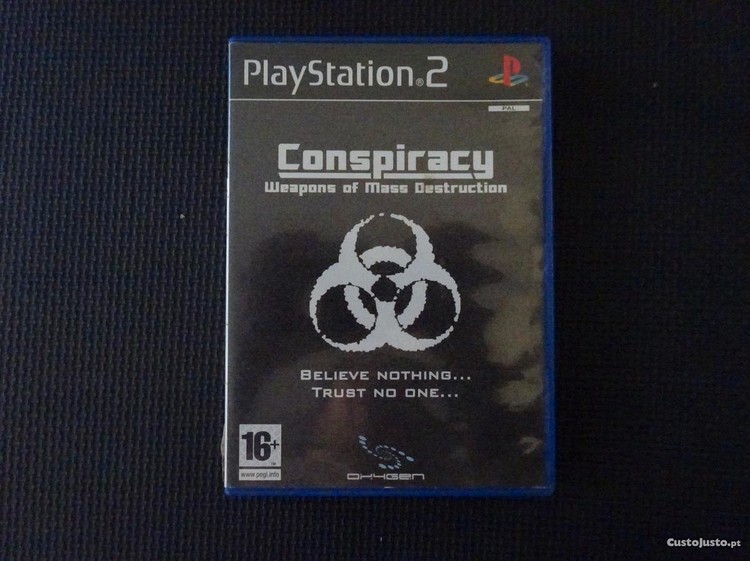 PlayStation®2
PAL
Conspiracy
Weapons of Mass Destruction
BELIEVE NOTHING...
TRUST NO ONE...
16+
www.pegi.info
OXYGEN
CustoJusto.pt